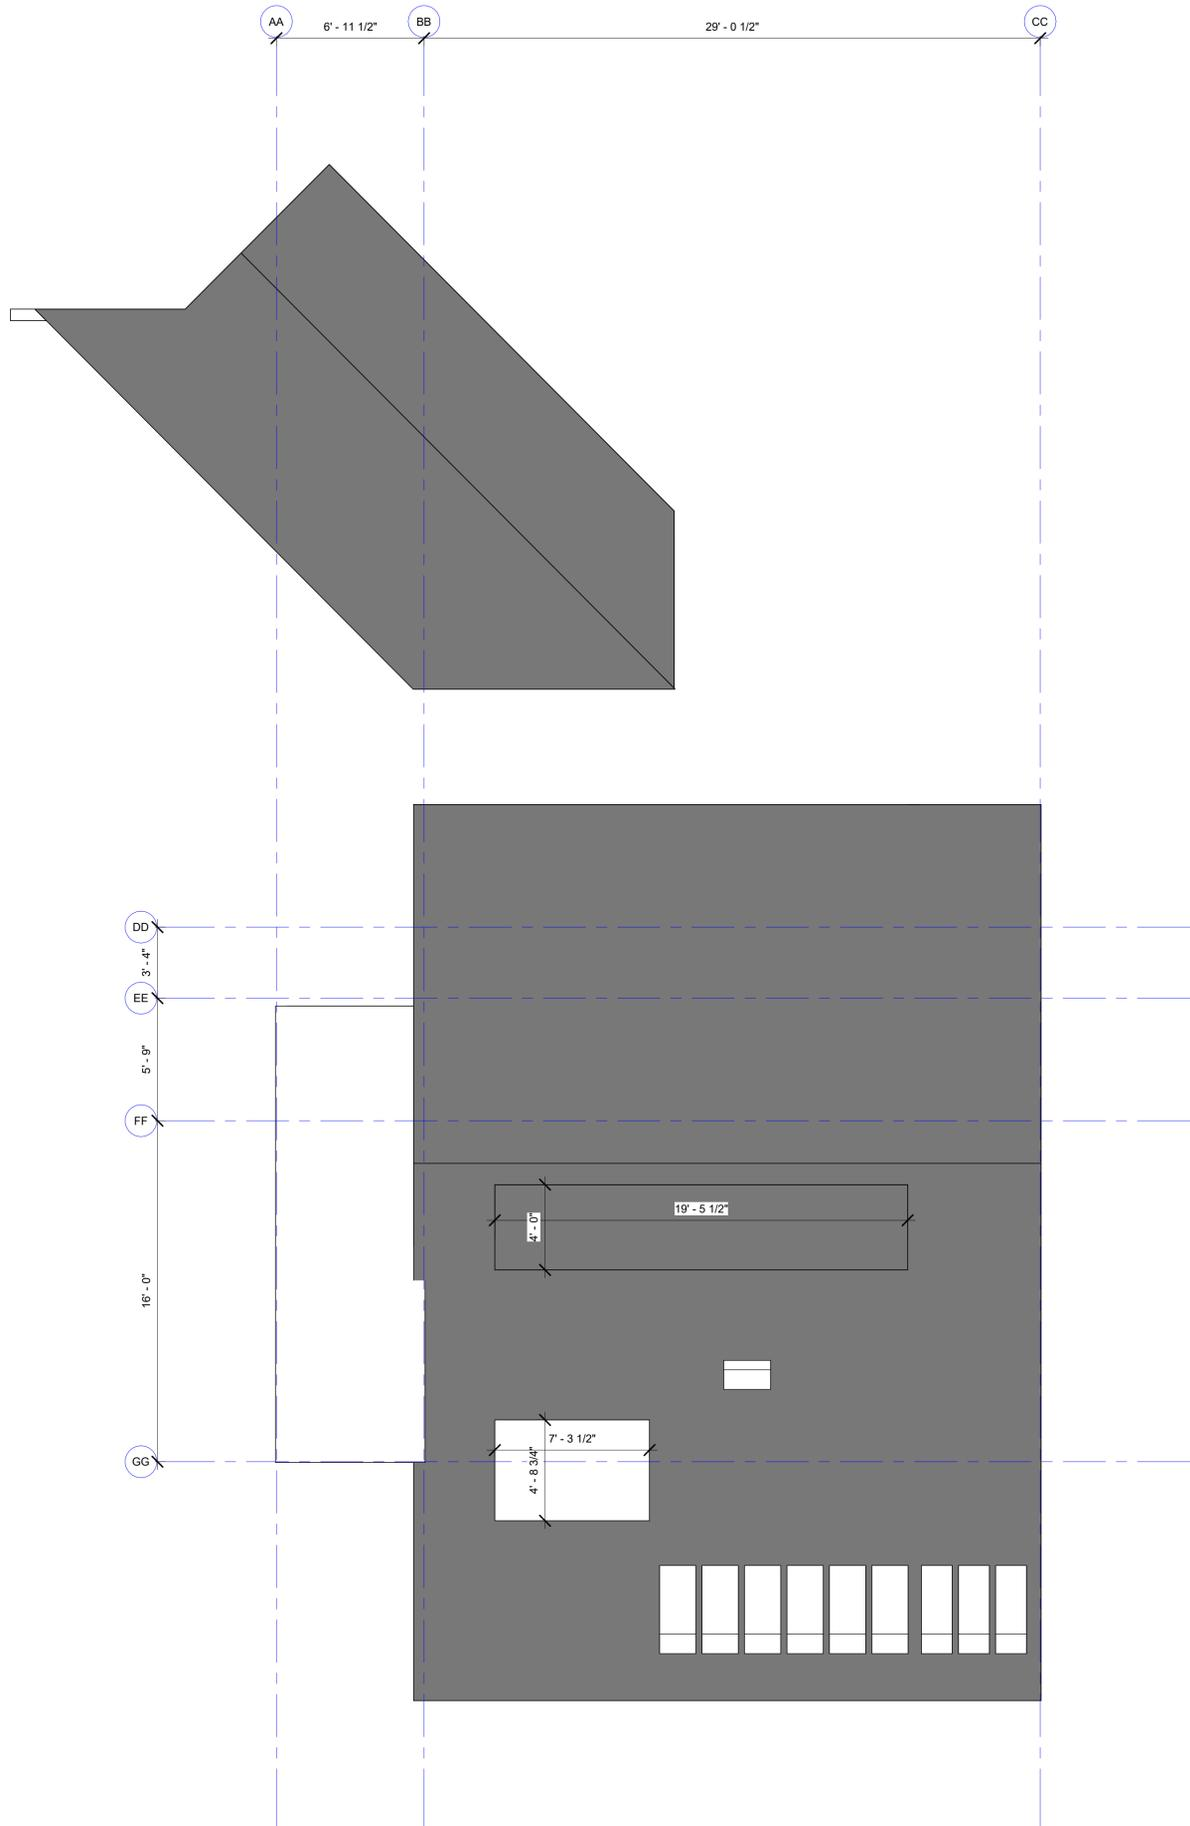 AA
6' - 11 1/2"
BB
29' - 0 1/2"
CC
DD
3' - 4"
EE
5' - 9"
FF
19' - 5 1/2"
4' - 0"
16' - 0"
7' - 3 1/2"
4' - 8 3/4"
GG